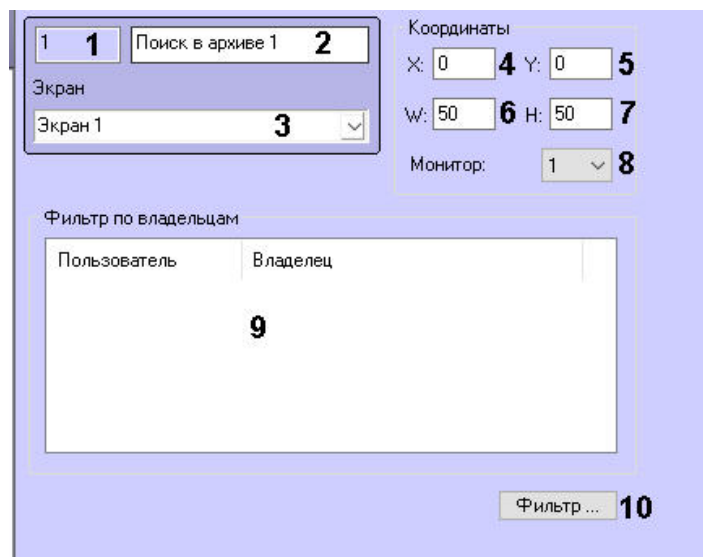 1 1 Поиск в архиве 1 2
Экран
Экран 1 3
Координаты
X: 0 4 Y: 0 5
W: 50 6 H: 50 7
Монитор: 1 8
Фильтр по владельцам
Пользователь Владелец
9
Фильтр ... 10